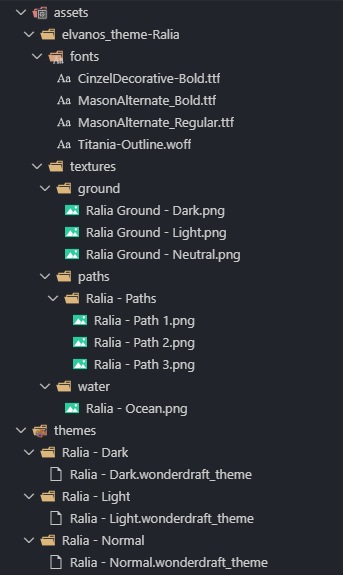 assets
elvanos_theme-Ralia
fonts
Aa CinzelDecorative-Bold.ttf
Aa MasonAlternate_Bold.ttf
Aa MasonAlternate_Regular.ttf
Aa Titania-Outline.woff
textures
ground
Ralia Ground - Dark.png
Ralia Ground - Light.png
Ralia Ground - Neutral.png
paths
Ralia - Paths
Ralia - Path 1.png
Ralia - Path 2.png
Ralia - Path 3.png
water
Ralia - Ocean.png
themes
Ralia - Dark
Ralia - Dark.wonderdraft_theme
Ralia - Light
Ralia - Light.wonderdraft_theme
Ralia - Normal
Ralia - Normal.wonderdraft_theme